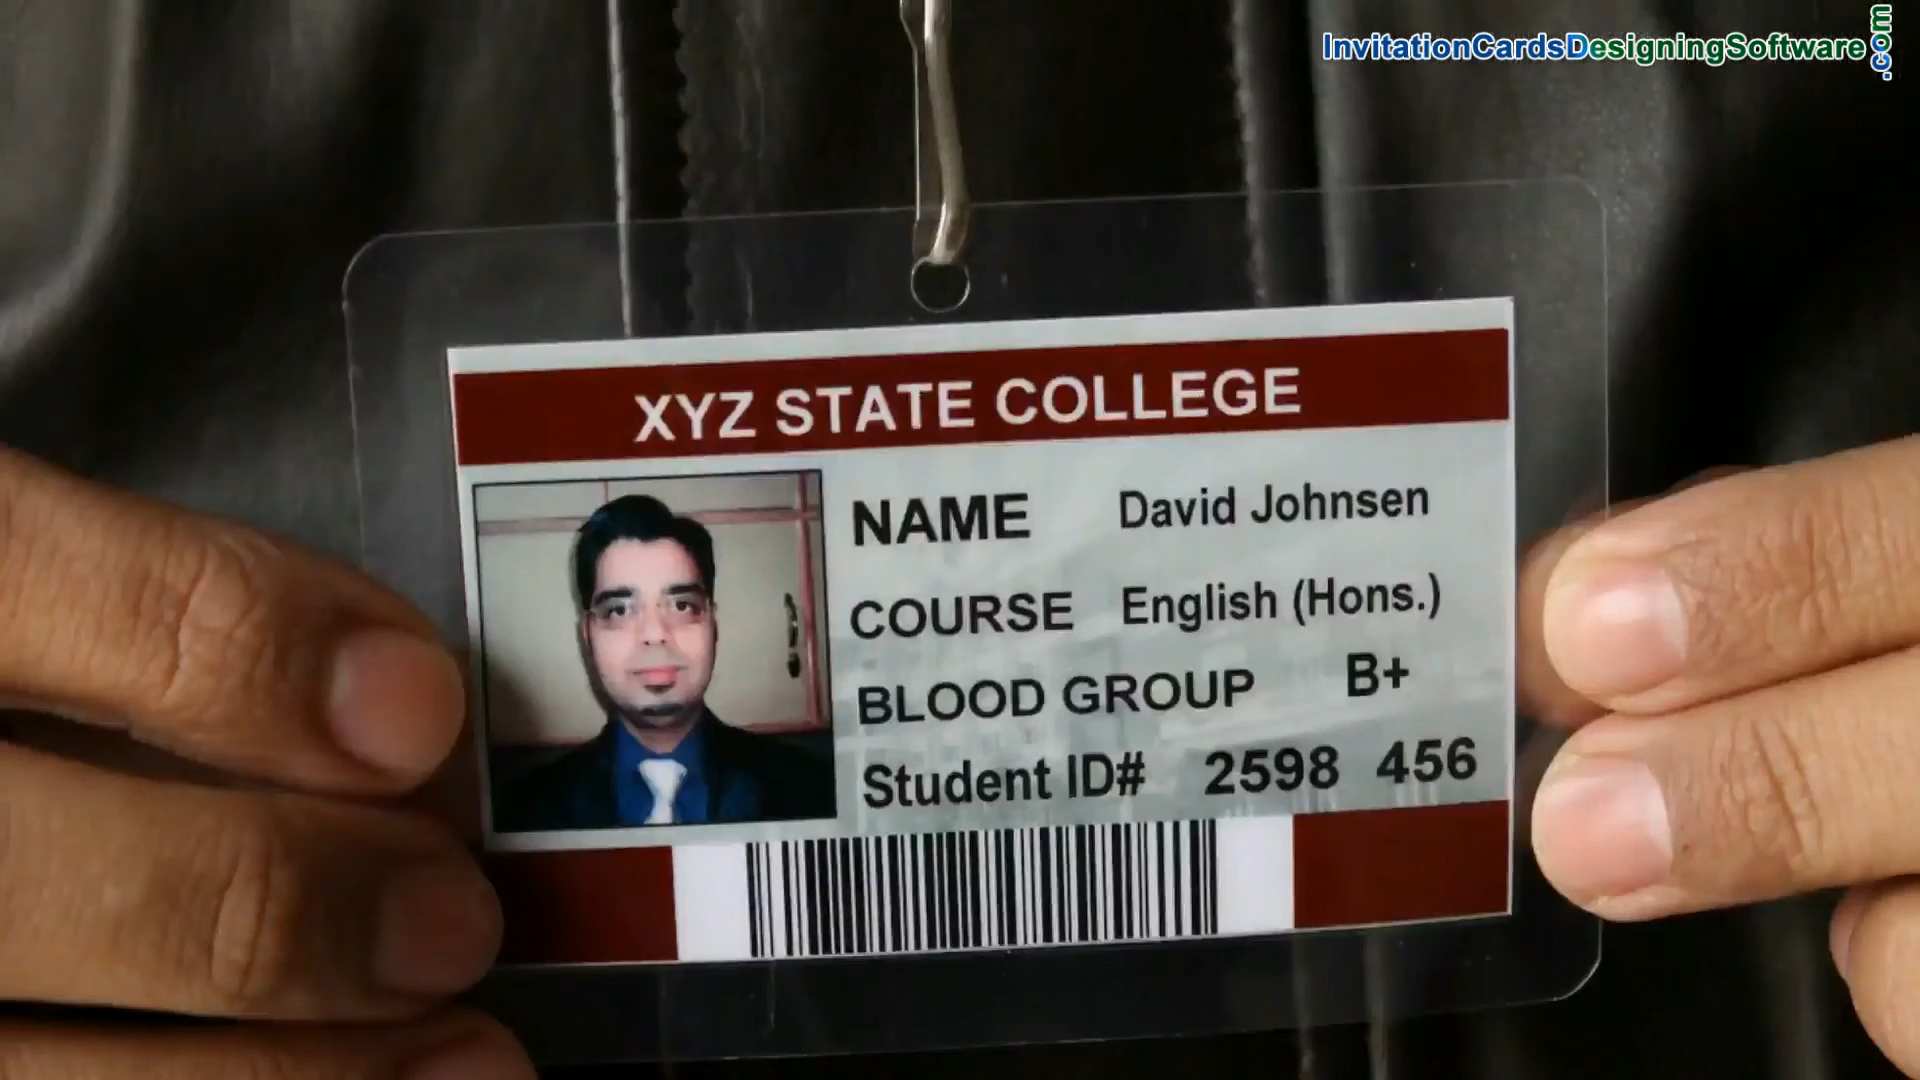 InvitationCardsDesigningSoftware.com
XYZ STATE COLLEGE
NAME David Johnsen
COURSE English (Hons.)
BLOOD GROUP B+
Student ID# 2598 456